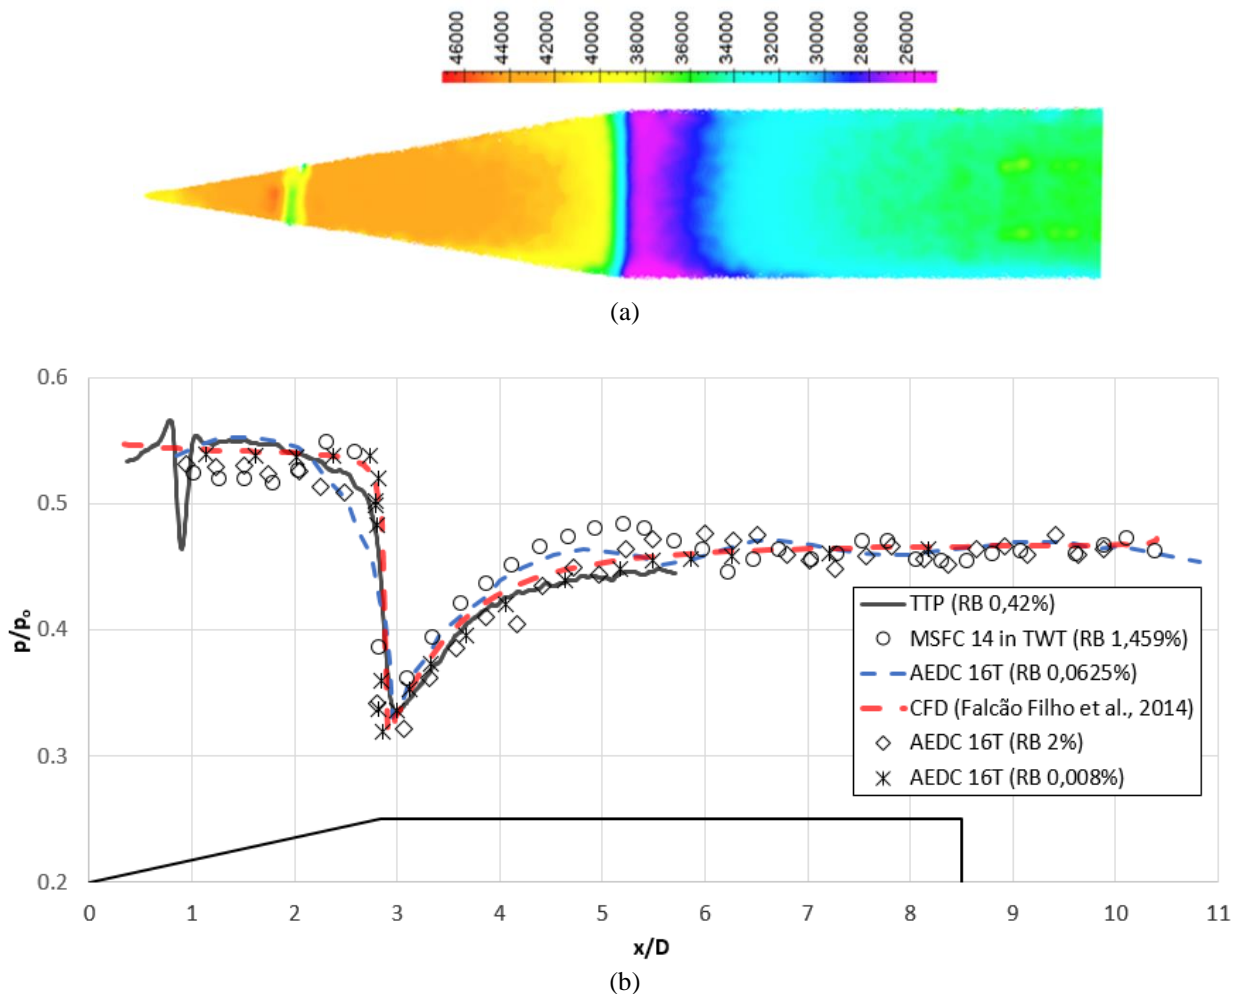 46000 44000 42000 40000 38000 36000 34000 32000 30000 28000 26000
(a)
0.6
0.5
0.4
0.3
0.2
p/pₒ
TTP (RB 0,42%)
MSFC 14 in TWT (RB 1,459%)
AEDC 16T (RB 0,0625%)
CFD (Falcão Filho et al., 2014)
AEDC 16T (RB 2%)
AEDC 16T (RB 0,008%)
0 1 2 3 4 5 6 7 8 9 10 11
x/D
(b)